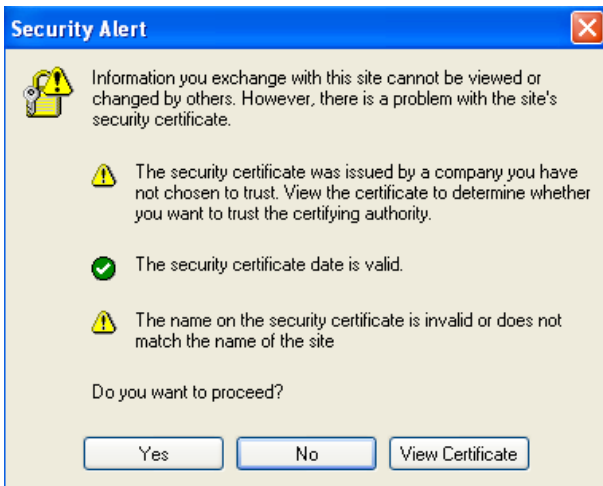 Security Alert
Information you exchange with this site cannot be viewed or
changed by others. However, there is a problem with the site's
security certificate.
The security certificate was issued by a company you have
not chosen to trust. View the certificate to determine whether
you want to trust the certifying authority.
The security certificate date is valid.
The name on the security certificate is invalid or does not
match the name of the site
Do you want to proceed?
Yes No View Certificate